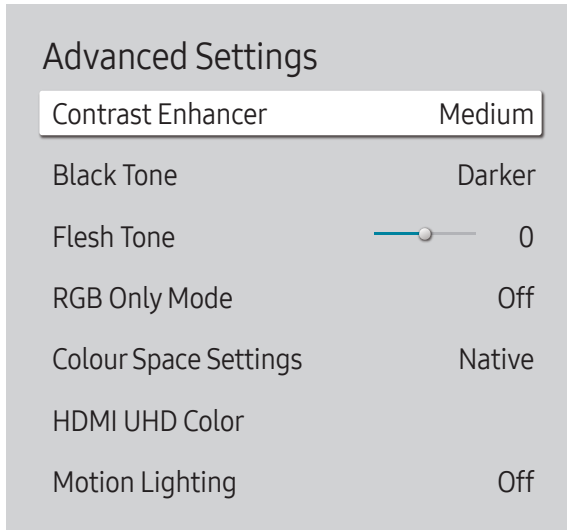 Advanced Settings
Contrast Enhancer Medium
Black Tone Darker
Flesh Tone 0
RGB Only Mode Off
Colour Space Settings Native
HDMI UHD Color
Motion Lighting Off